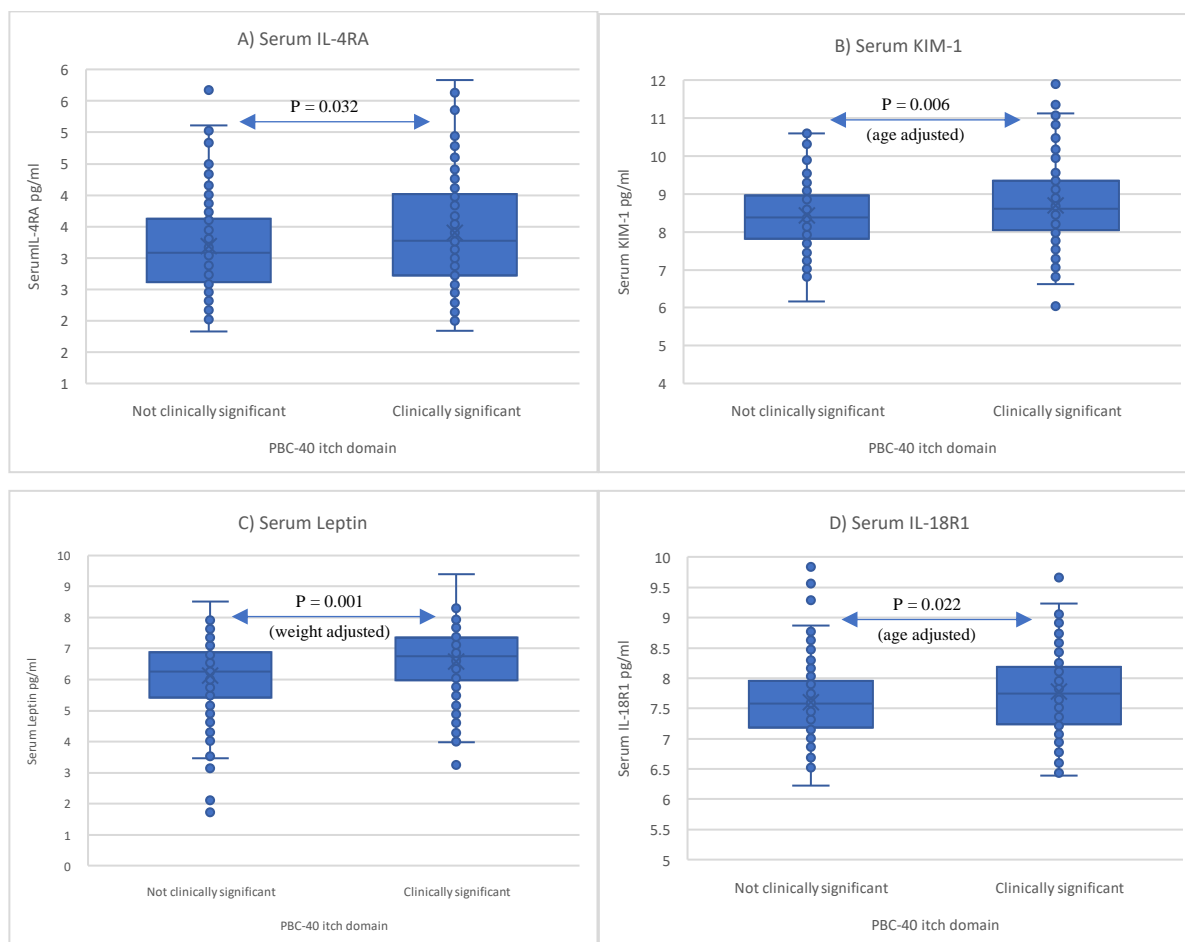 A) Serum IL-4RA
SerumIL-4RA pg/ml
6
6
5
5
4
4
3
3
2
2
1
P = 0.032
Not clinically significant
Clinically significant
PBC-40 itch domain
B) Serum KIM-1
Serum KIM-1 pg/ml
12
11
10
9
8
7
6
5
4
P = 0.006
(age adjusted)
Not clinically significant
Clinically significant
PBC-40 itch domain
C) Serum Leptin
Serum Leptin pg/ml
10
9
8
7
6
5
4
3
2
1
0
P = 0.001
(weight adjusted)
Not clinically significant
Clinically significant
PBC-40 itch domain
D) Serum IL-18R1
Serum IL-18R1 pg/ml
10
9.5
9
8.5
8
7.5
7
6.5
6
5.5
5
P = 0.022
(age adjusted)
Not clinically significant
Clinically significant
PBC-40 itch domain